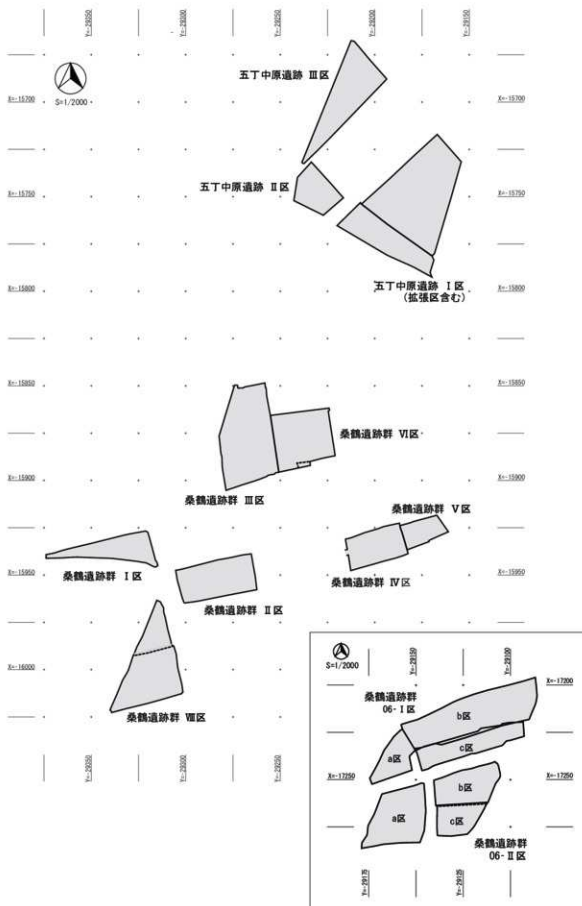 Y=-29350
Y=-29300
Y=-29200
Y=-29150
S=1/2000
五丁中原遺跡 Ⅲ区
X=-15700
X=-15700
五丁中原遺跡 Ⅱ区
X=-15750
X=-15750
五丁中原遺跡 Ⅰ区
(拡張区含む)
X=-15800
X=-15800
X=-15850
X=-15850
桑鶴遺跡群 Ⅵ区
X=-15900
X=-15900
桑鶴遺跡群 Ⅲ区
桑鶴遺跡群 Ⅴ区
X=-15950
X=-15950
桑鶴遺跡群 Ⅰ区
桑鶴遺跡群 Ⅳ区
桑鶴遺跡群 Ⅱ区
X=-16000
桑鶴遺跡群 Ⅶ区
S=1/2000
Y=-29150
Y=-29100
X=-17200
桑鶴遺跡群
06-Ⅰ区
b区
c区
a区
X=-17250
X=-17250
b区
a区
c区
桑鶴遺跡群
06-Ⅱ区
Y=-29175
Y=-29125